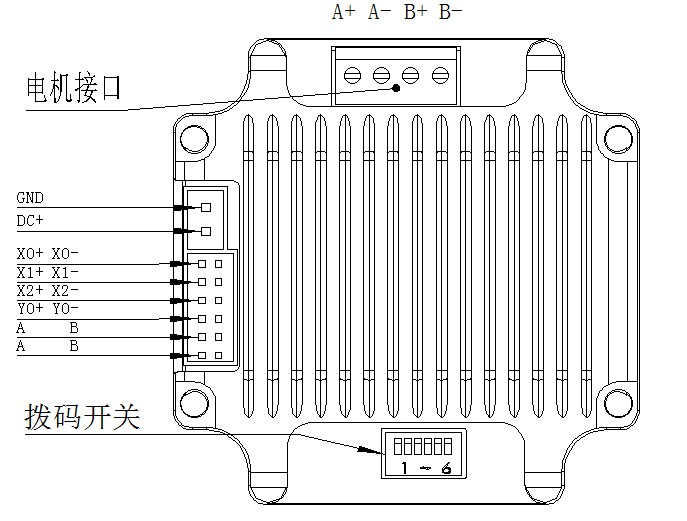 A+ A- B+ B-
电机接口
GND
DC+
X0+ X0-
X1+ X1-
X2+ X2-
Y0+ Y0-
A B
A B
拨码开关
1 - 6